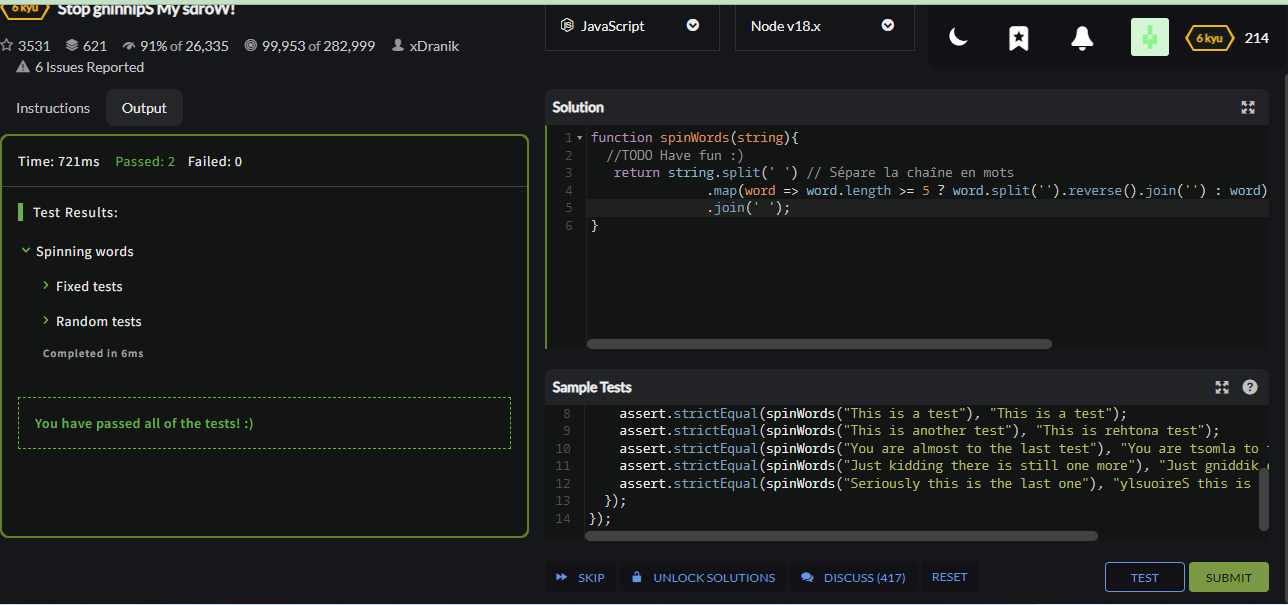 6 kyu Stop gninnipS My sdroW!
3531 621 91% of 26,335 99,953 of 282,999 xDranik
6 Issues Reported
JavaScript
Node v18.x
6 kyu 214
Instructions Output
Time: 721ms Passed: 2 Failed: 0
Test Results:
Spinning words
Fixed tests
Random tests
Completed in 6ms
You have passed all of the tests! :)
Solution
1 function spinWords(string){
2 //TODO Have fun :)
3 return string.split(' ') // Sépare la chaîne en mots
4 .map(word => word.length >= 5 ? word.split('').reverse().join('') : word)
5 .join(' ');
6 }
Sample Tests
8 assert.strictEqual(spinWords("This is a test"), "This is a test");
9 assert.strictEqual(spinWords("This is another test"), "This is rehtona test");
10 assert.strictEqual(spinWords("You are almost to the last test"), "You are tsomla to
11 assert.strictEqual(spinWords("Just kidding there is still one more"), "Just gniddik
12 assert.strictEqual(spinWords("Seriously this is the last one"), "ylsuoireS this is
13 });
14 });
SKIP UNLOCK SOLUTIONS DISCUSS (417) RESET TEST SUBMIT